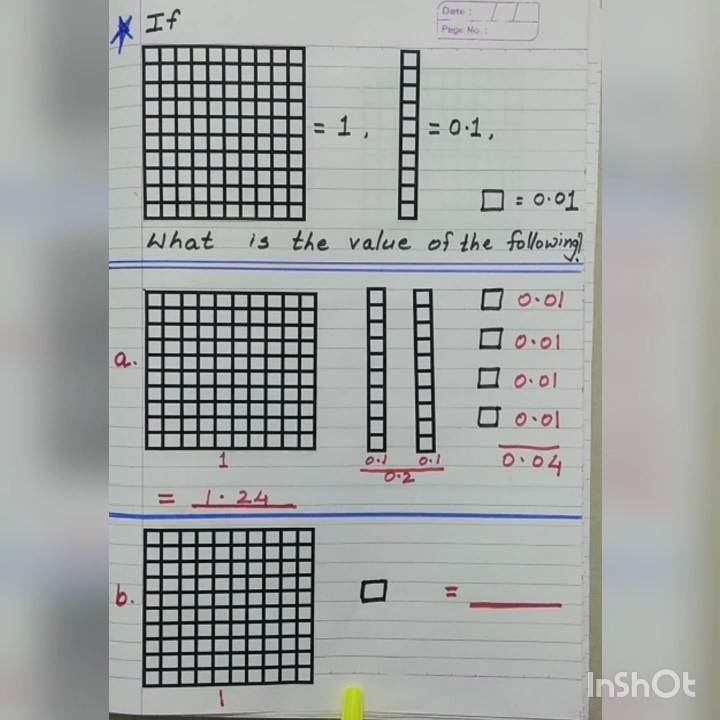 If
Date :
Page No. :
= 1, = 0.1,
= 0.01
What is the value of the following?
a.
0.01
0.01
0.01
0.01
1 0.1 0.1 0.04
0.2
= 1.24
b. =
1
InShOt